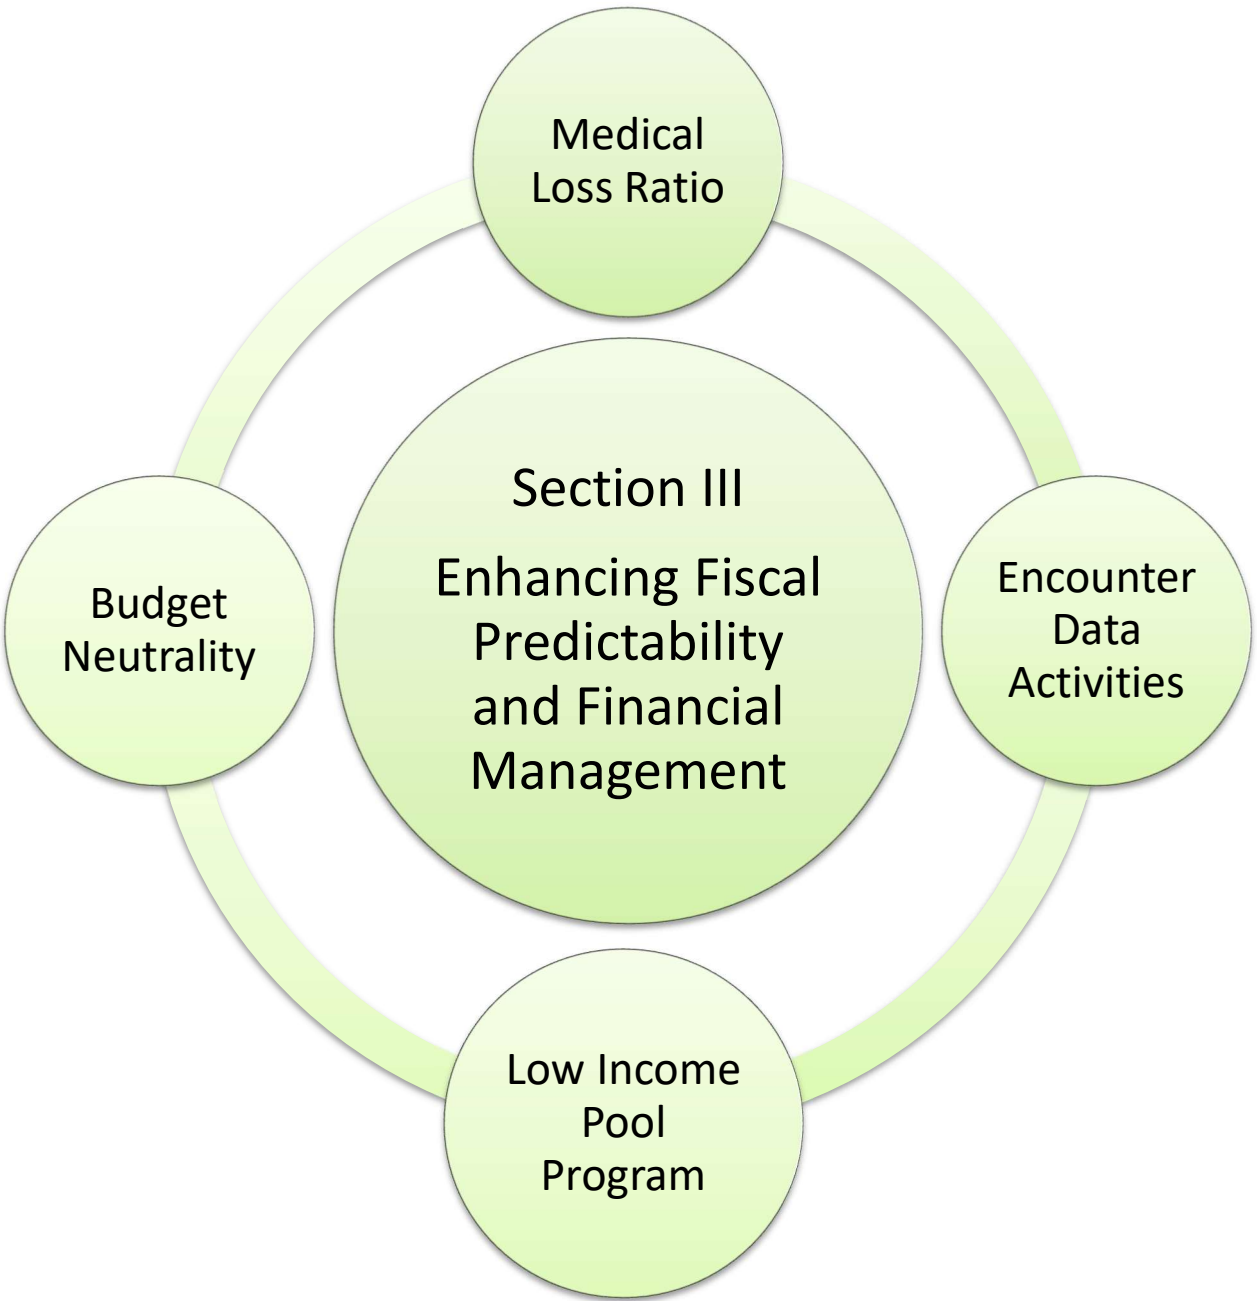 Medical
Loss Ratio
Section III
Enhancing Fiscal
Predictability
and Financial
Management
Budget
Neutrality
Encounter
Data
Activities
Low Income
Pool
Program